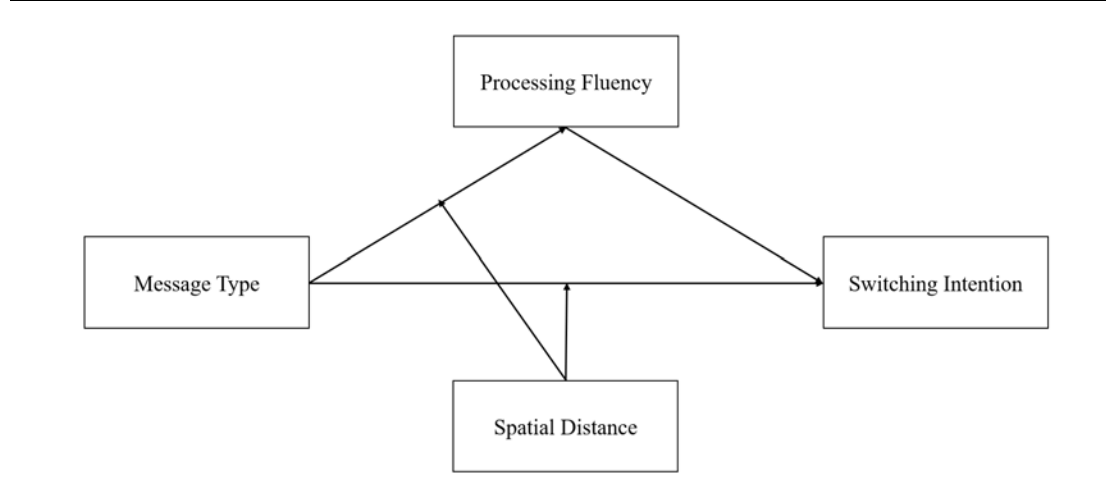 Processing Fluency
Message Type
Switching Intention
Spatial Distance